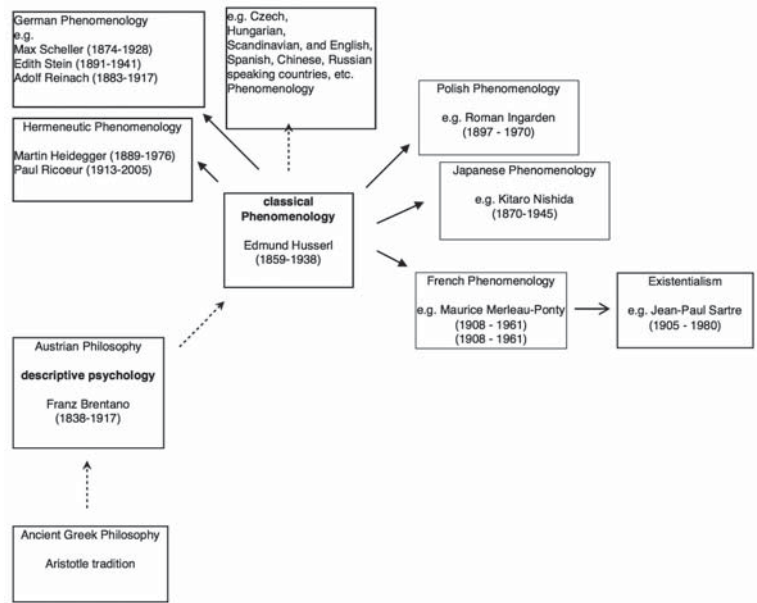 German Phenomenology
e.g.
Max Scheller (1874-1928)
Edith Stein (1891-1941)
Adolf Reinach (1883-1917)
e.g. Czech,
Hungarian,
Scandinavian, and English,
Spanish, Chinese, Russian
speaking countries, etc.
Phenomenology
Hermeneutic Phenomenology
Martin Heidegger (1889-1976)
Paul Ricoeur (1913-2005)
Polish Phenomenology
e.g. Roman Ingarden
(1897 - 1970)
Japanese Phenomenology
e.g. Kitaro Nishida
(1870-1945)
classical
Phenomenology
Edmund Husserl
(1859-1938)
French Phenomenology
e.g. Maurice Merleau-Ponty
(1908 - 1961)
(1908 - 1961)
Existentialism
e.g. Jean-Paul Sartre
(1905 - 1980)
Austrian Philosophy
descriptive psychology
Franz Brentano
(1838-1917)
Ancient Greek Philosophy
Aristotle tradition